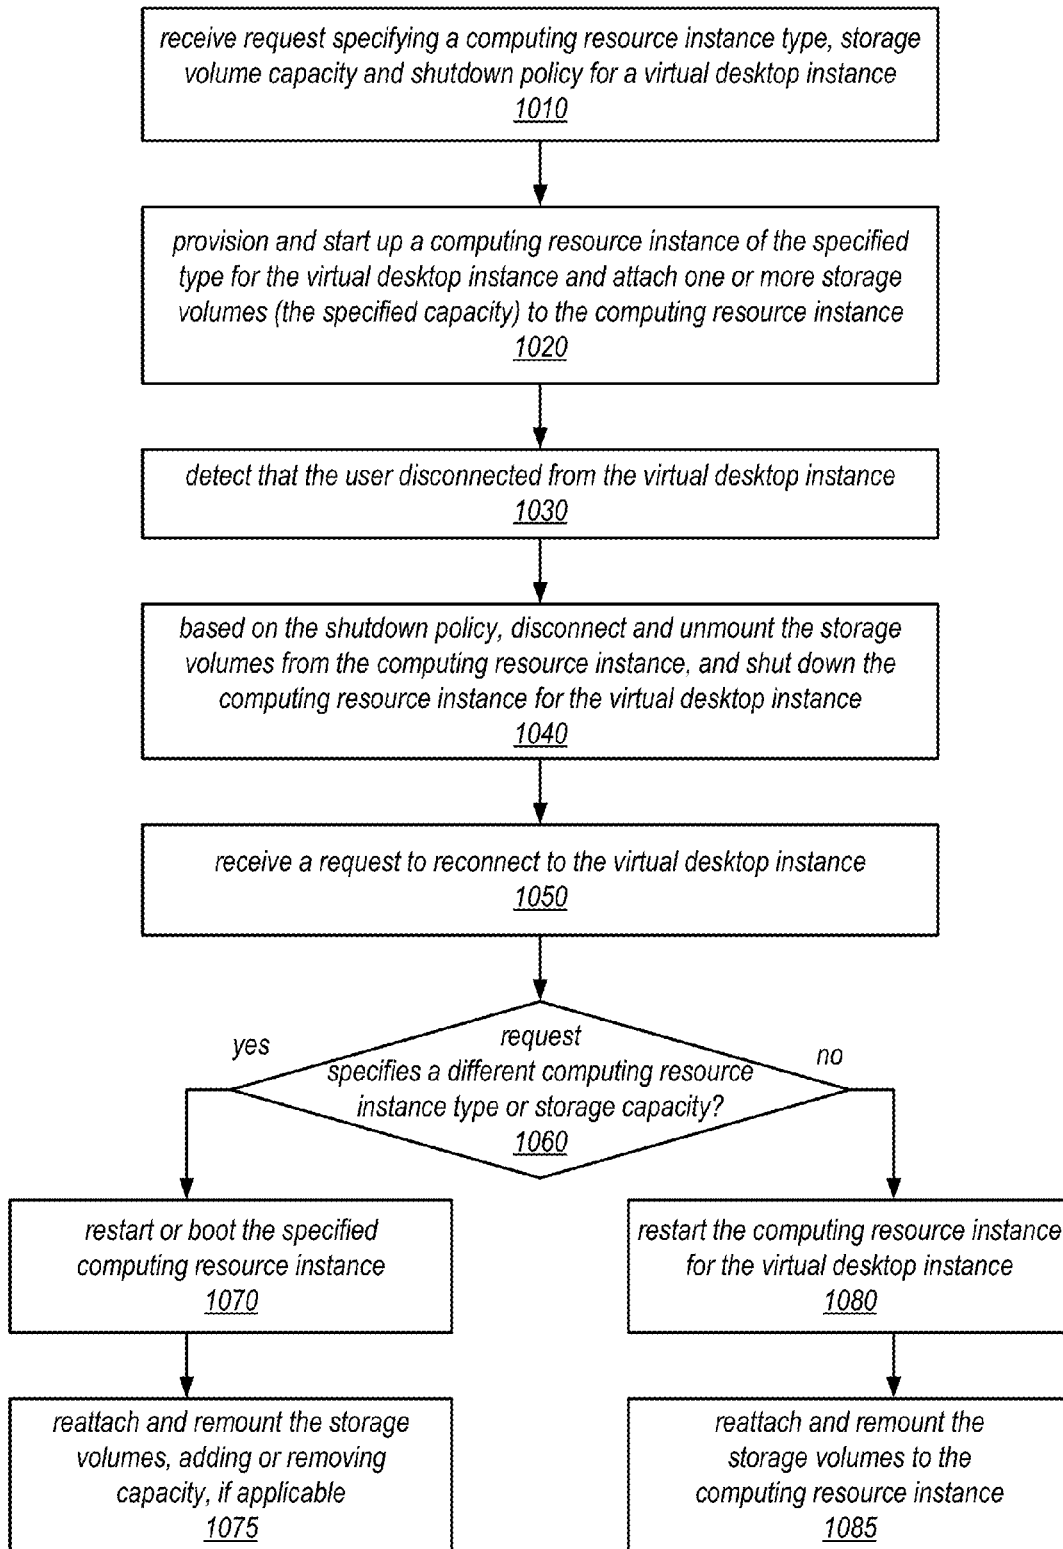 receive request specifying a computing resource instance type, storage
volume capacity and shutdown policy for a virtual desktop instance
1010
provision and start up a computing resource instance of the specified
type for the virtual desktop instance and attach one or more storage
volumes (the specified capacity) to the computing resource instance
1020
detect that the user disconnected from the virtual desktop instance
1030
based on the shutdown policy, disconnect and unmount the storage
volumes from the computing resource instance, and shut down the
computing resource instance for the virtual desktop instance
1040
receive a request to reconnect to the virtual desktop instance
1050
request
specifies a different computing resource
instance type or storage capacity?
1060
yes
no
restart or boot the specified
computing resource instance
1070
reattach and remount the storage
volumes, adding or removing
capacity, if applicable
1075
restart the computing resource instance
for the virtual desktop instance
1080
reattach and remount the
storage volumes to the
computing resource instance
1085